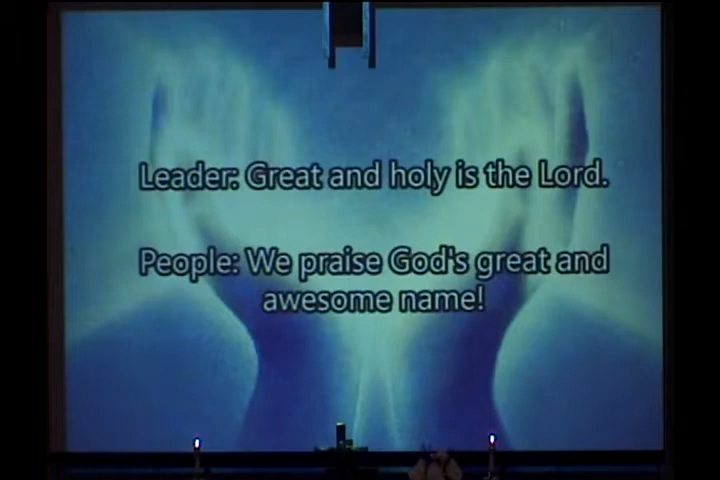 Leader: Great and holy is the Lord.
People: We praise God's great and
awesome name!